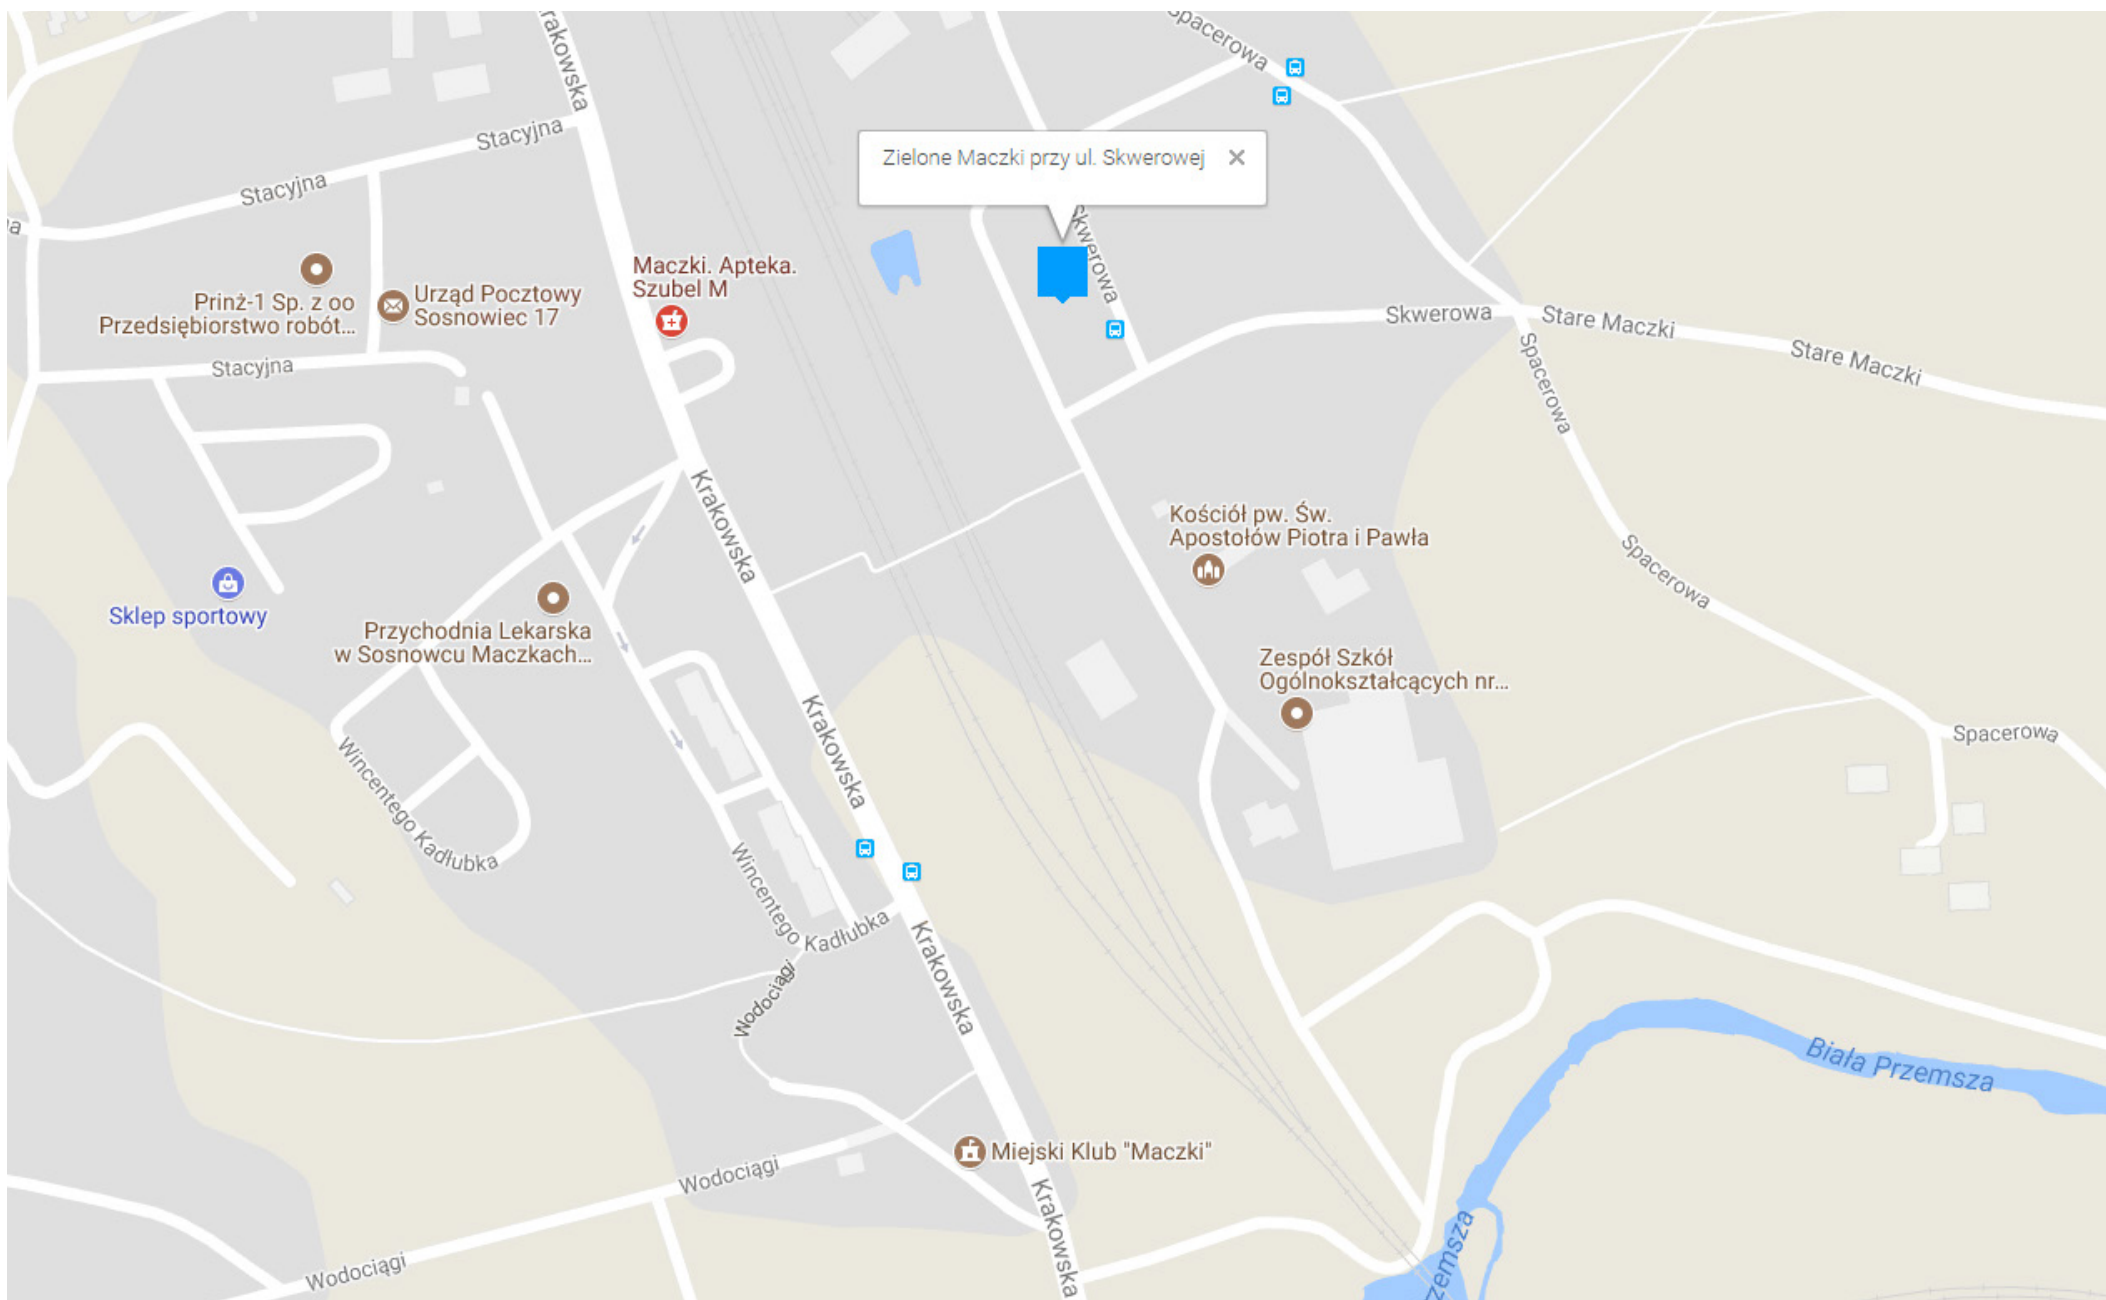 Krakowska
Spacerowa
Stacyjna
Zielone Maczki przy ul. Skwerowej
Stacyjna
Skwerowa
Maczki. Apteka.
Szubel M
Prinż-1 Sp. z oo
Przedsiębiorstwo robót...
Urząd Pocztowy
Sosnowiec 17
Skwerowa
Stare Maczki
Stare Maczki
Stacyjna
Spacerowa
Krakowska
Kościół pw. Św.
Apostołów Piotra i Pawła
Spacerowa
Sklep sportowy
Przychodnia Lekarska
w Sosnowcu Maczkach...
Zespół Szkół
Ogólnokształcących nr...
Krakowska
Spacerowa
Wincentego Kadłubka
Wincentego Kadłubka
Krakowska
Wodociągi
Biała Przemsza
Miejski Klub "Maczki"
Wodociągi
Krakowska
Wodociągi